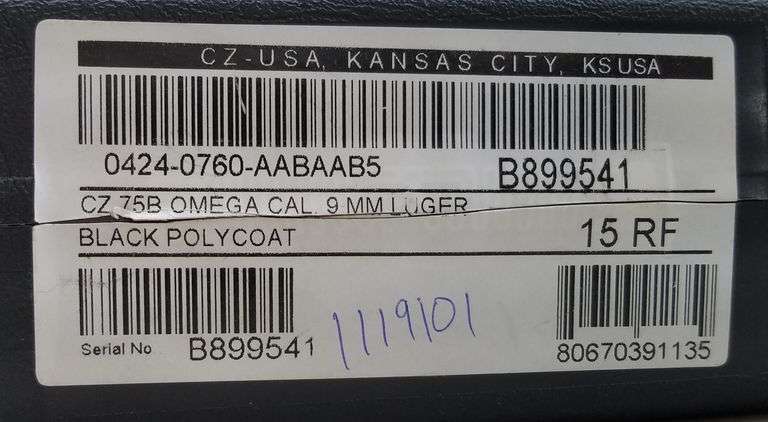 CZ-USA, KANSAS CITY, KS USA
0424-0760-AABAAB5 B899541
CZ 75B OMEGA CAL. 9 MM LUGER
BLACK POLYCOAT 15 RF
Serial No B899541 1119101 80670391135